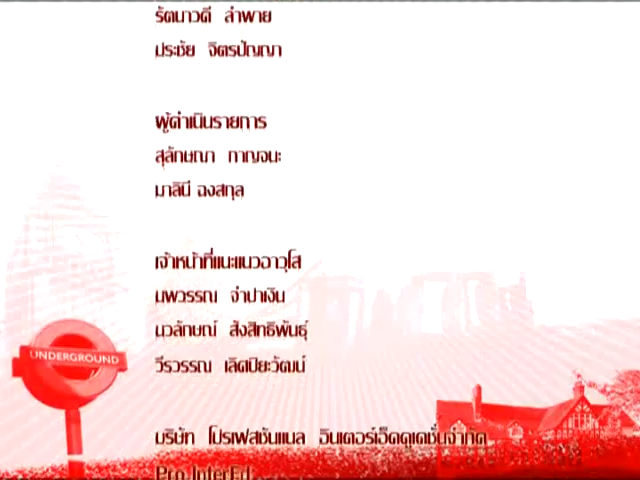 รัตนาวดี ลำพาย
ประชัย จิตรปัญญา
ผู้ดำเนินรายการ
สุลักษณา กาญจนะ
มาลินี ฉงสกุล
เจ้าหน้าที่แนะแนวอาวุโส
นพวรรณ จำปาเงิน
นวลักษณ์ สังสิทธิพันธุ์
วีรวรรณ เลิศปิยะวัฒน์
UNDERGROUND
บริษัท โปรเฟสชันแนล อินเตอร์เอ็ดดูเคชั่นจำกัด
Pro InterEd